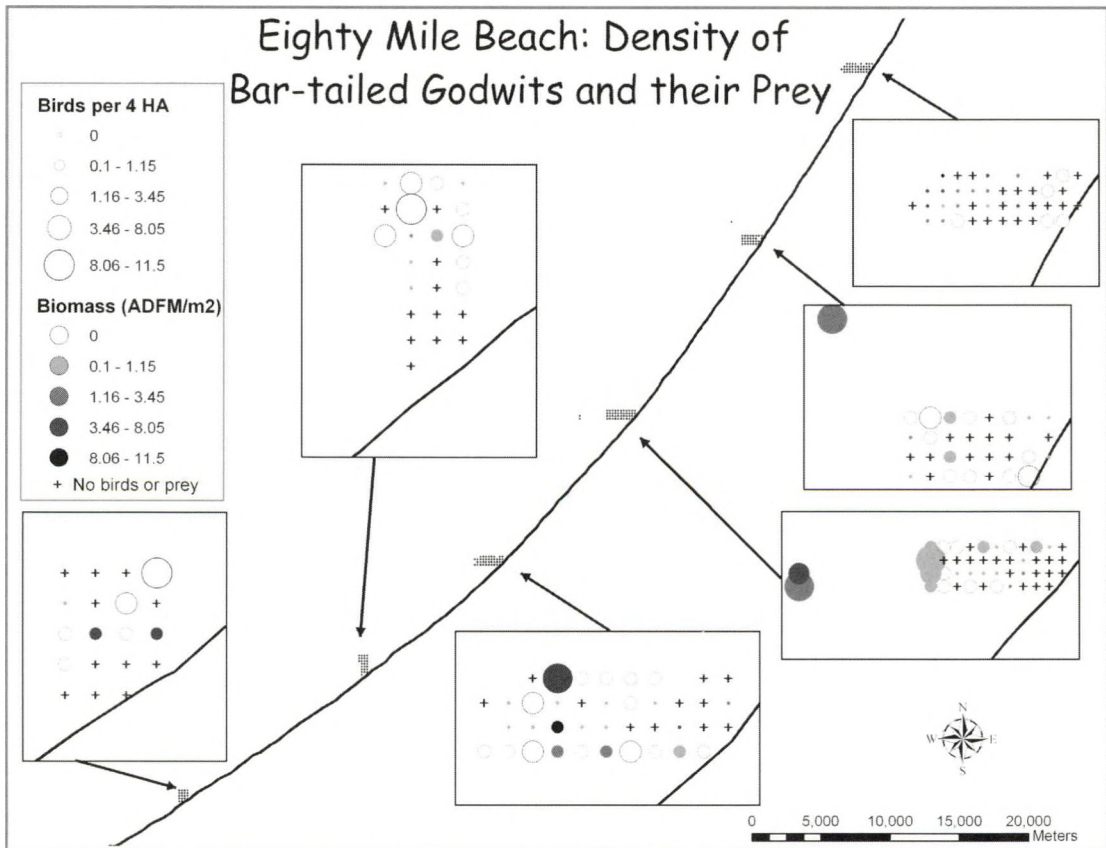 Eighty Mile Beach: Density of
Bar-tailed Godwits and their Prey
Birds per 4 HA
0
0.1 - 1.15
1.16 - 3.45
3.46 - 8.05
8.06 - 11.5
Biomass (ADFM/m2)
0
0.1 - 1.15
1.16 - 3.45
3.46 - 8.05
8.06 - 11.5
+ No birds or prey
N
W E
S
0 5,000 10,000 15,000 20,000
Meters